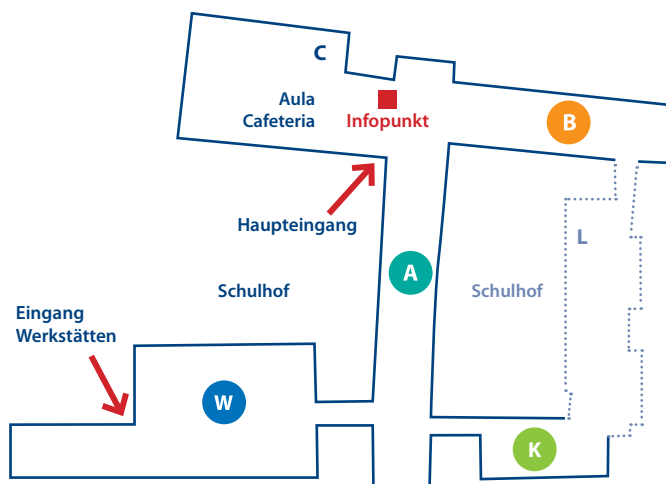 C
Aula
Cafeteria
Infopunkt
B
Haupteingang
A
L
Schulhof
Schulhof
Eingang
Werkstätten
W
K